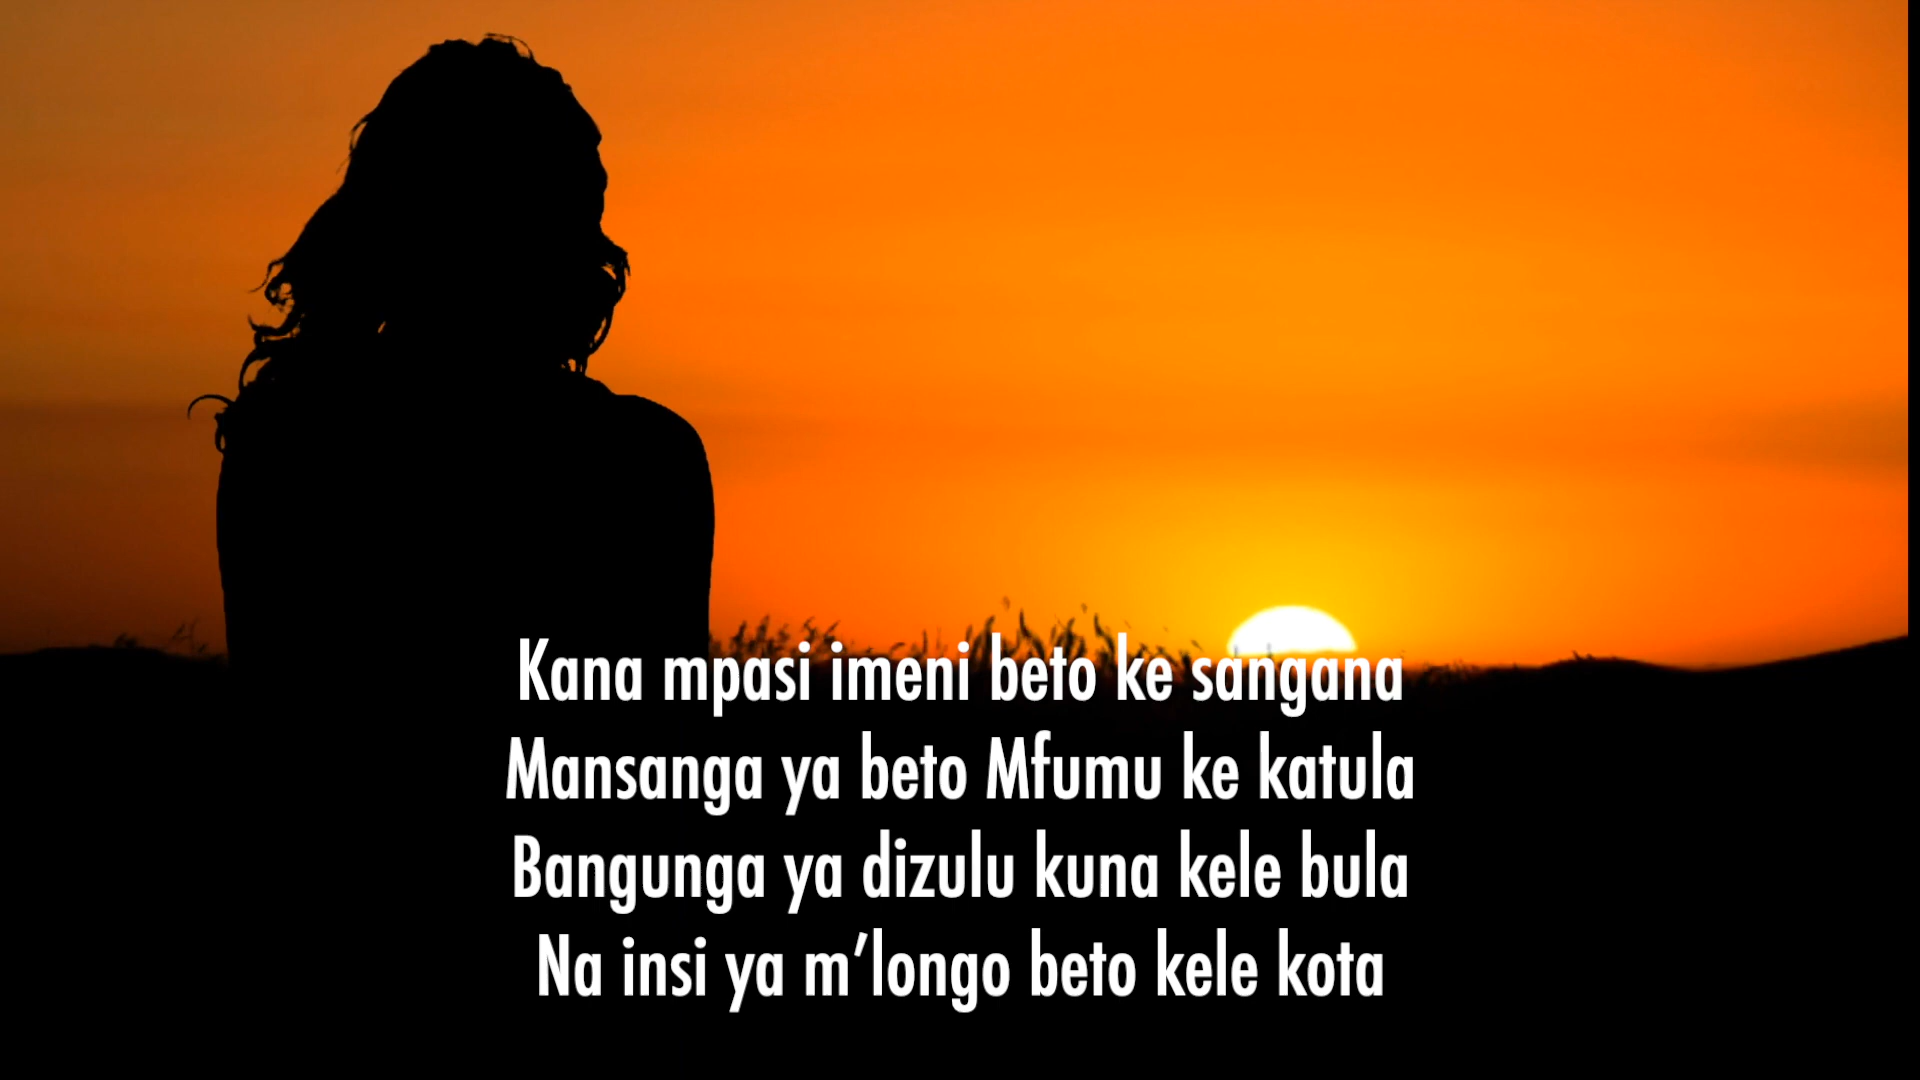 Kana mpasi imeni beto ke sangana
Mansanga ya beto Mfumu ke katula
Bangunga ya dizulu kuna kele bula
Na insi ya m’longo beto kele kota